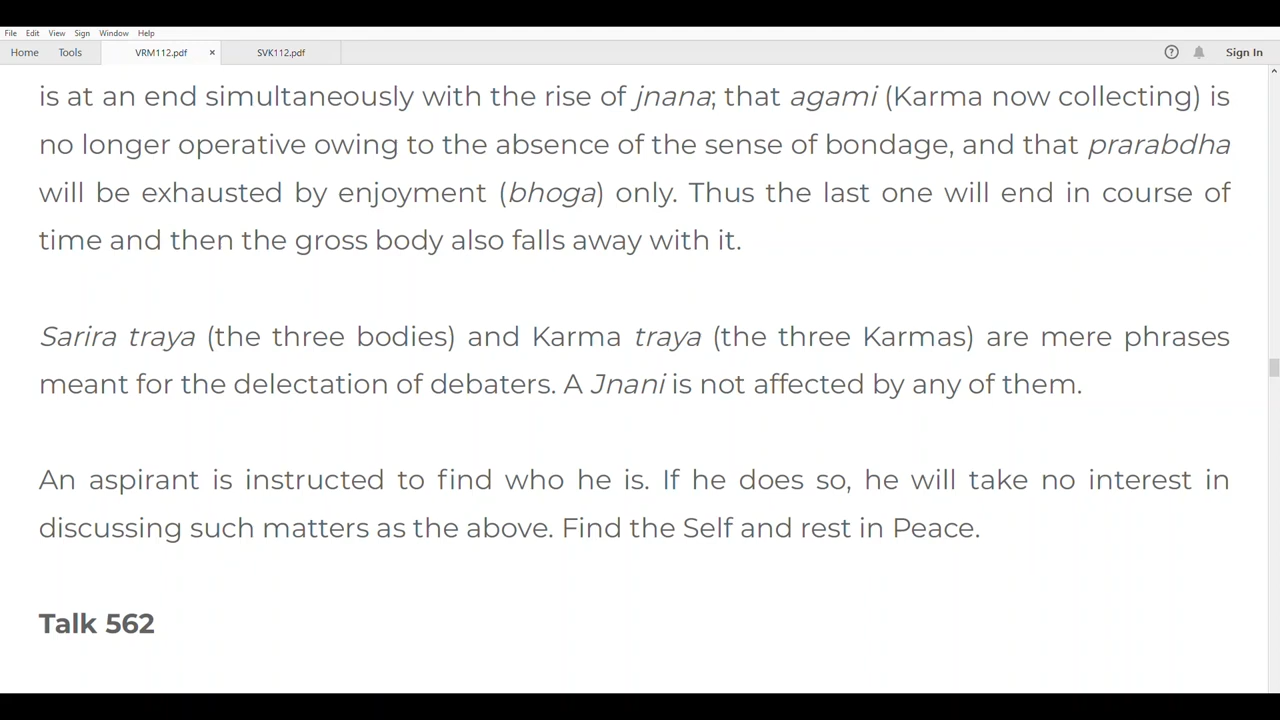 File Edit View Sign Window Help
Home Tools VRM112.pdf × SVK112.pdf ? Sign In
is at an end simultaneously with the rise of jnana; that agami (Karma now collecting) is
no longer operative owing to the absence of the sense of bondage, and that prarabdha
will be exhausted by enjoyment (bhoga) only. Thus the last one will end in course of
time and then the gross body also falls away with it.
Sarira traya (the three bodies) and Karma traya (the three Karmas) are mere phrases
meant for the delectation of debaters. A Jnani is not affected by any of them.
An aspirant is instructed to find who he is. If he does so, he will take no interest in
discussing such matters as the above. Find the Self and rest in Peace.
Talk 562